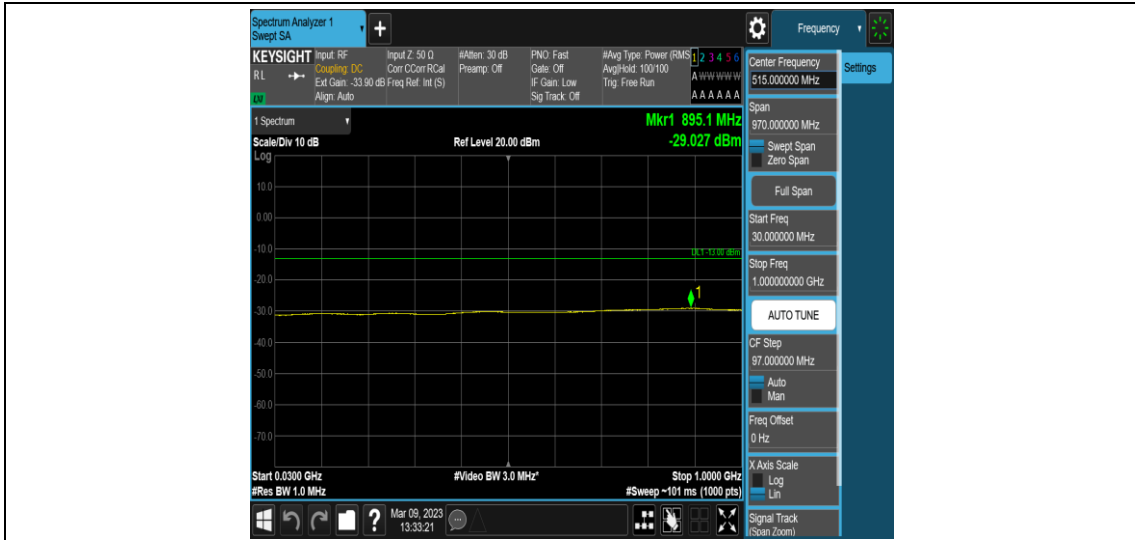 Spectrum Analyzer 1
Swept SA
+
Frequency
KEYSIGHT
RL
LXI
Input: RF
Coupling: DC
Ext Gain: -33.90 dB
Align: Auto
Input Z: 50 Ω
Corr CCorr RCal
Freq Ref: Int (S)
#Atten: 30 dB
Preamp: Off
PNO: Fast
Gate: Off
IF Gain: Low
Sig Track: Off
#Avg Type: Power (RMS
Avg|Hold: 100/100
Trig: Free Run
1 2 3 4 5 6
A W W W W W
A A A A A A
1 Spectrum
Scale/Div 10 dB
Ref Level 20.00 dBm
Mkr1 895.1 MHz
-29.027 dBm
Log
10.0
0.00
-10.0
-20.0
-30.0
-40.0
-50.0
-60.0
-70.0
DL1 -13.00 dBm
1
Start 0.0300 GHz
#Res BW 1.0 MHz
#Video BW 3.0 MHz*
Stop 1.0000 GHz
#Sweep ~101 ms (1000 pts)
?
Mar 09, 2023
13:33:21
Center Frequency
515.000000 MHz
Span
970.000000 MHz
Swept Span
Zero Span
Full Span
Start Freq
30.000000 MHz
Stop Freq
1.000000000 GHz
AUTO TUNE
CF Step
97.000000 MHz
Auto
Man
Freq Offset
0 Hz
X Axis Scale
Log
Lin
Signal Track
(Span Zoom)
Settings